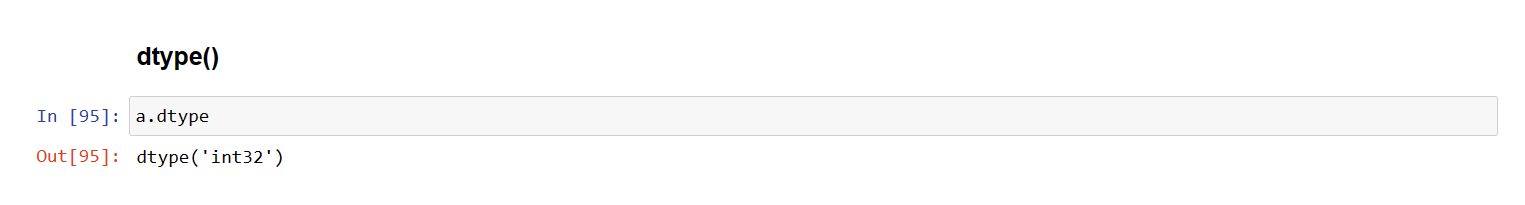 dtype()
In [95]: a.dtype
Out[95]: dtype('int32')